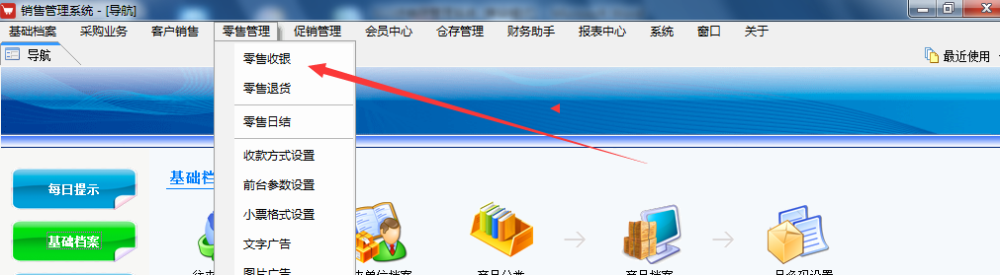 销售管理系统 - [导航]
基础档案 采购业务 客户销售 零售管理 促销管理 会员中心 仓存管理 财务助手 报表中心 系统 窗口 关于
导航 最近使用
零售收银
零售退货
零售日结
收款方式设置
每日提示 基础档 前台参数设置
小票格式设置
基础档案 文字广告
图片广告 单位档案 商品分类 商品档案